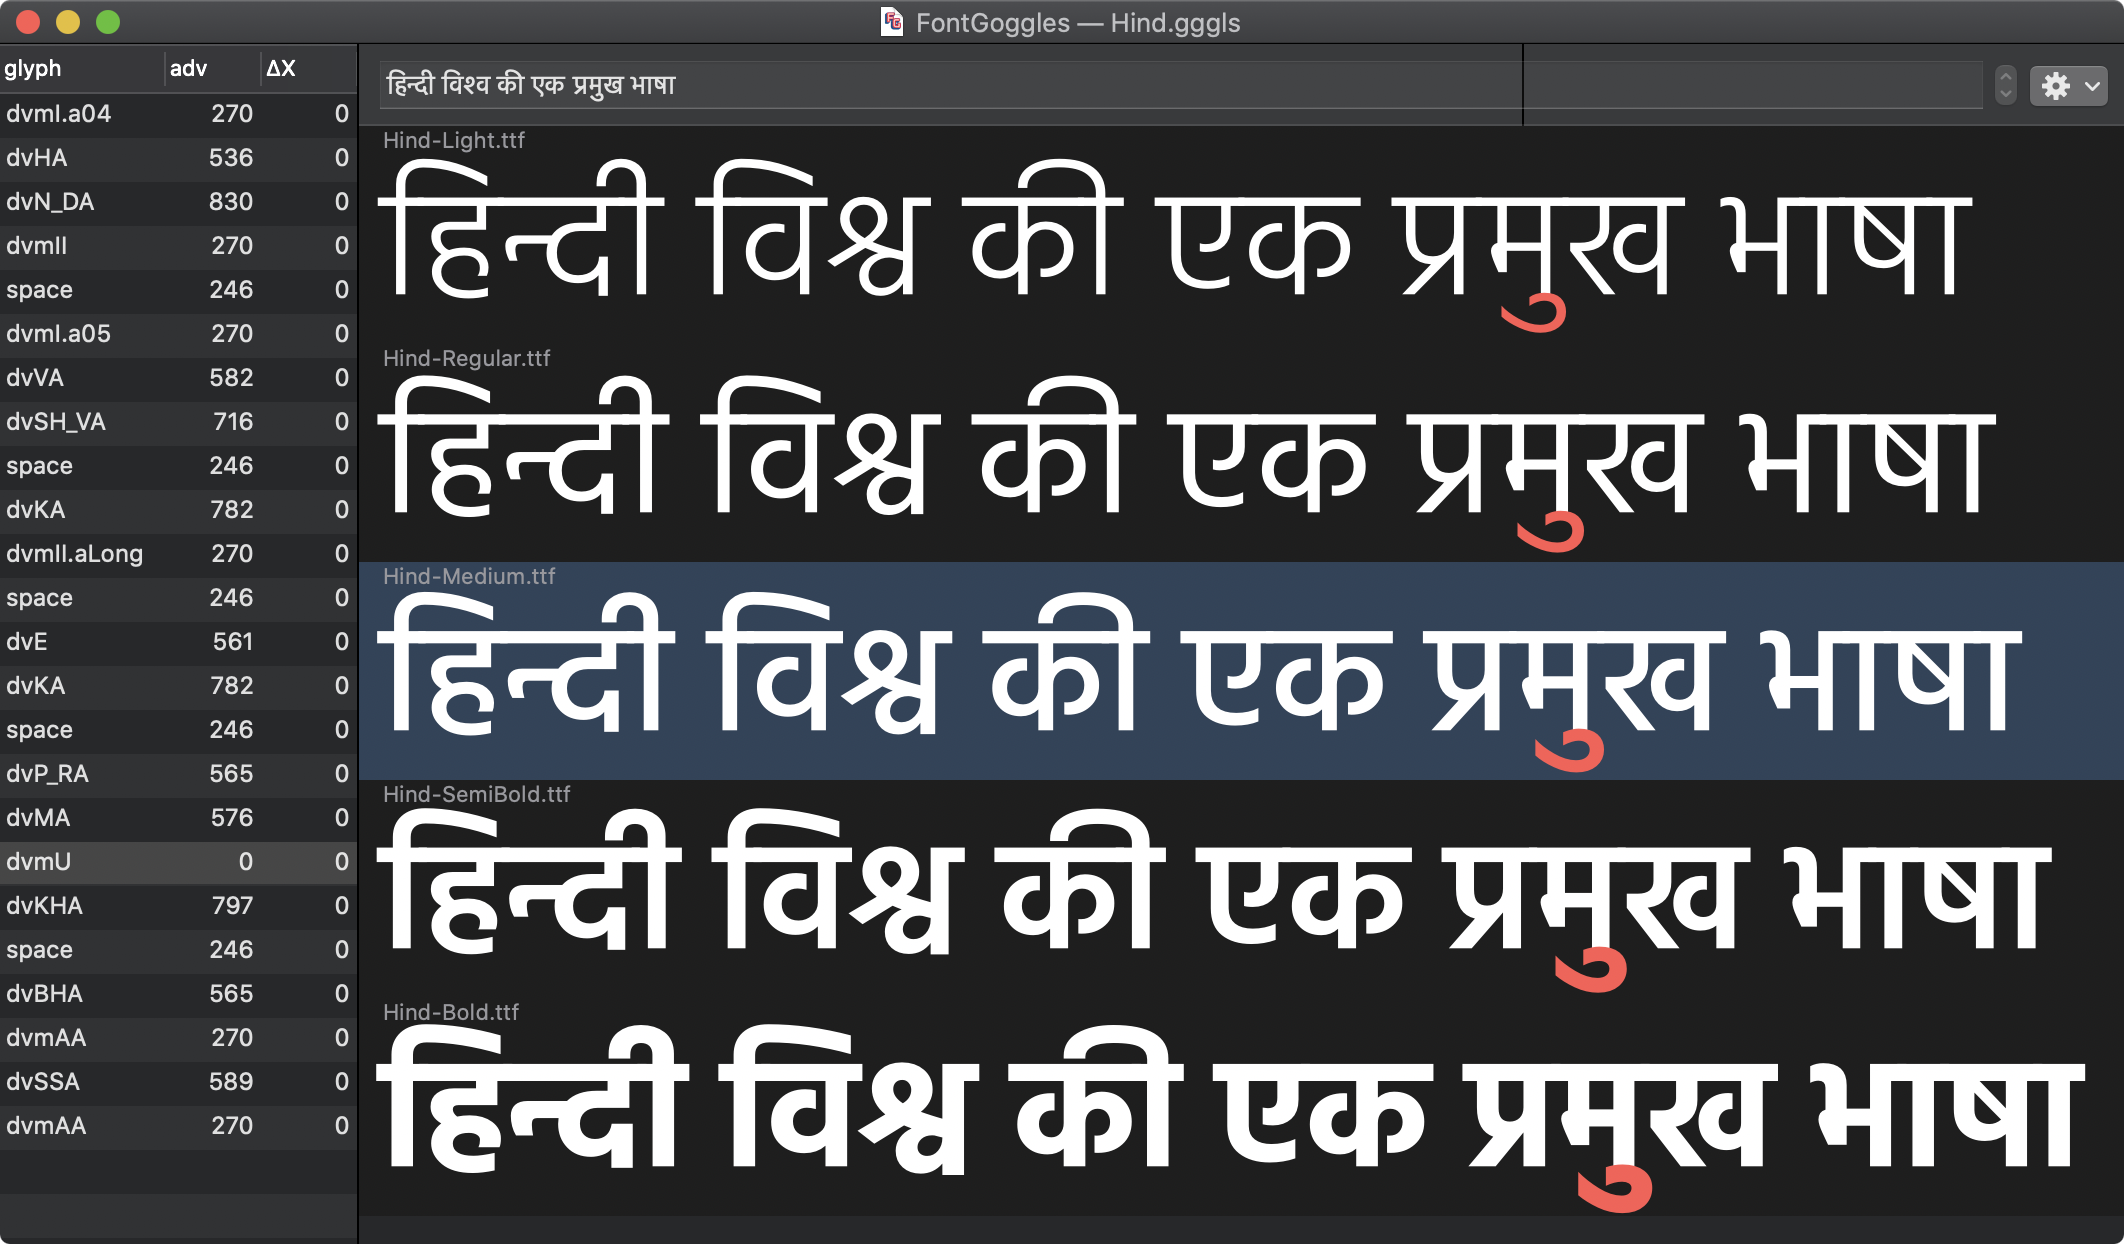 FontGoggles — Hind.gggls
glyph adv ΔX
dvmI.a04 270 0
dvHA 536 0
dvN_DA 830 0
dvmII 270 0
space 246 0
dvmI.a05 270 0
dvVA 582 0
dvSH_VA 716 0
space 246 0
dvKA 782 0
dvmII.aLong 270 0
space 246 0
dvE 561 0
dvKA 782 0
space 246 0
dvP_RA 565 0
dvMA 576 0
dvmU 0 0
dvKHA 797 0
space 246 0
dvBHA 565 0
dvmAA 270 0
dvSSA 589 0
dvmAA 270 0
हिन्दी विश्व की एक प्रमुख भाषा
Hind-Light.ttf
हिन्दी विश्व की एक प्रमुख भाषा
Hind-Regular.ttf
हिन्दी विश्व की एक प्रमुख भाषा
Hind-Medium.ttf
हिन्दी विश्व की एक प्रमुख भाषा
Hind-SemiBold.ttf
हिन्दी विश्व की एक प्रमुख भाषा
Hind-Bold.ttf
हिन्दी विश्व की एक प्रमुख भाषा